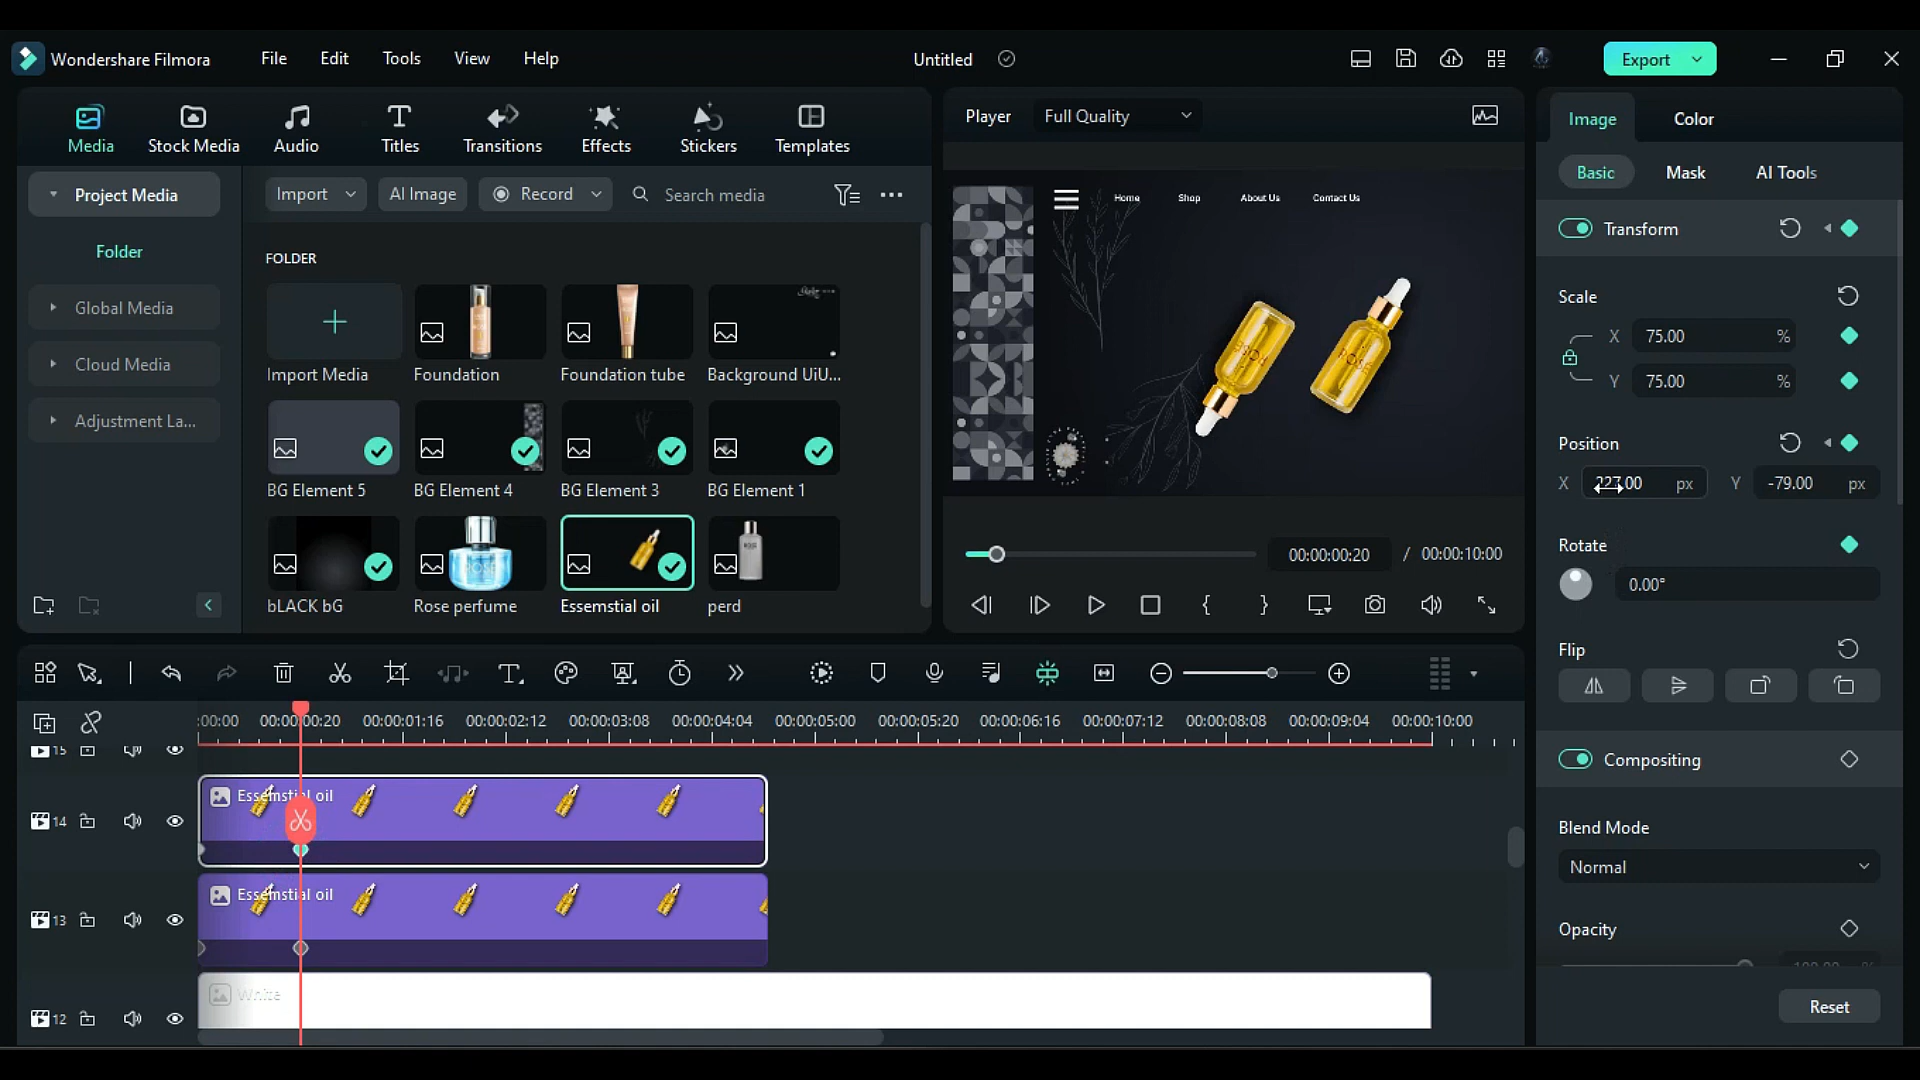 Wondershare Filmora
File
Edit
Tools
View
Help
Untitled
Export
Media
Stock Media
Audio
Titles
Transitions
Effects
Stickers
Templates
Player
Full Quality
Image
Color
Project Media
Import
AI Image
Record
Search media
Basic
Mask
AI Tools
Home
Shop
About Us
Contact Us
Transform
Folder
FOLDER
Global Media
Cloud Media
Adjustment La...
Import Media
Foundation
Foundation tube
Background UiU...
BG Element 5
BG Element 4
BG Element 3
BG Element 1
bLACK bG
Rose perfume
Essemstial oil
perd
Scale
X
75.00
%
Y
75.00
%
Position
X
227.00
px
Y
-79.00
px
Rotate
0.00°
Flip
00:00:00:20
/
00:00:10:00
{
}
:00:00
00:00:00:20
00:00:01:16
00:00:02:12
00:00:03:08
00:00:04:04
00:00:05:00
00:00:05:20
00:00:06:16
00:00:07:12
00:00:08:08
00:00:09:04
00:00:10:00
15
14
Essemstial oil
13
Essemstial oil
12
White
Compositing
Blend Mode
Normal
Opacity
100.00
%
Reset